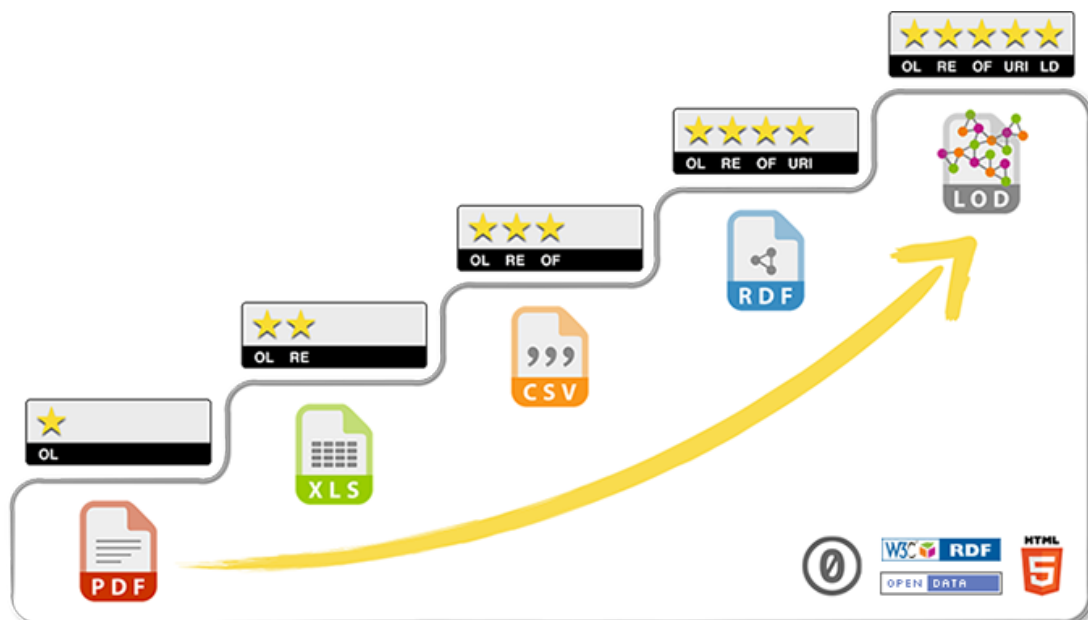 OL RE OF URI LD
LOD
OL RE OF URI
RDF
OL RE OF
,,,
CSV
OL RE
XLS
OL
PDF
0
W3C RDF
OPEN DATA
HTML
5